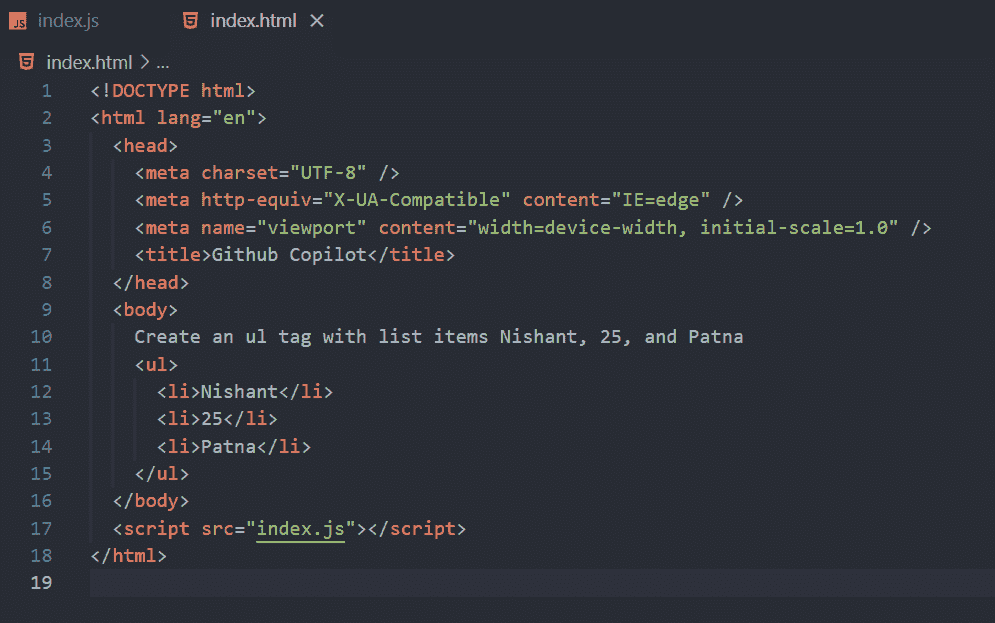 JS index.js index.html ×
index.html > ...
1 <!DOCTYPE html>
2 <html lang="en">
3 <head>
4 <meta charset="UTF-8" />
5 <meta http-equiv="X-UA-Compatible" content="IE=edge" />
6 <meta name="viewport" content="width=device-width, initial-scale=1.0" />
7 <title>Github Copilot</title>
8 </head>
9 <body>
10 Create an ul tag with list items Nishant, 25, and Patna
11 <ul>
12 <li>Nishant</li>
13 <li>25</li>
14 <li>Patna</li>
15 </ul>
16 </body>
17 <script src="index.js"></script>
18 </html>
19